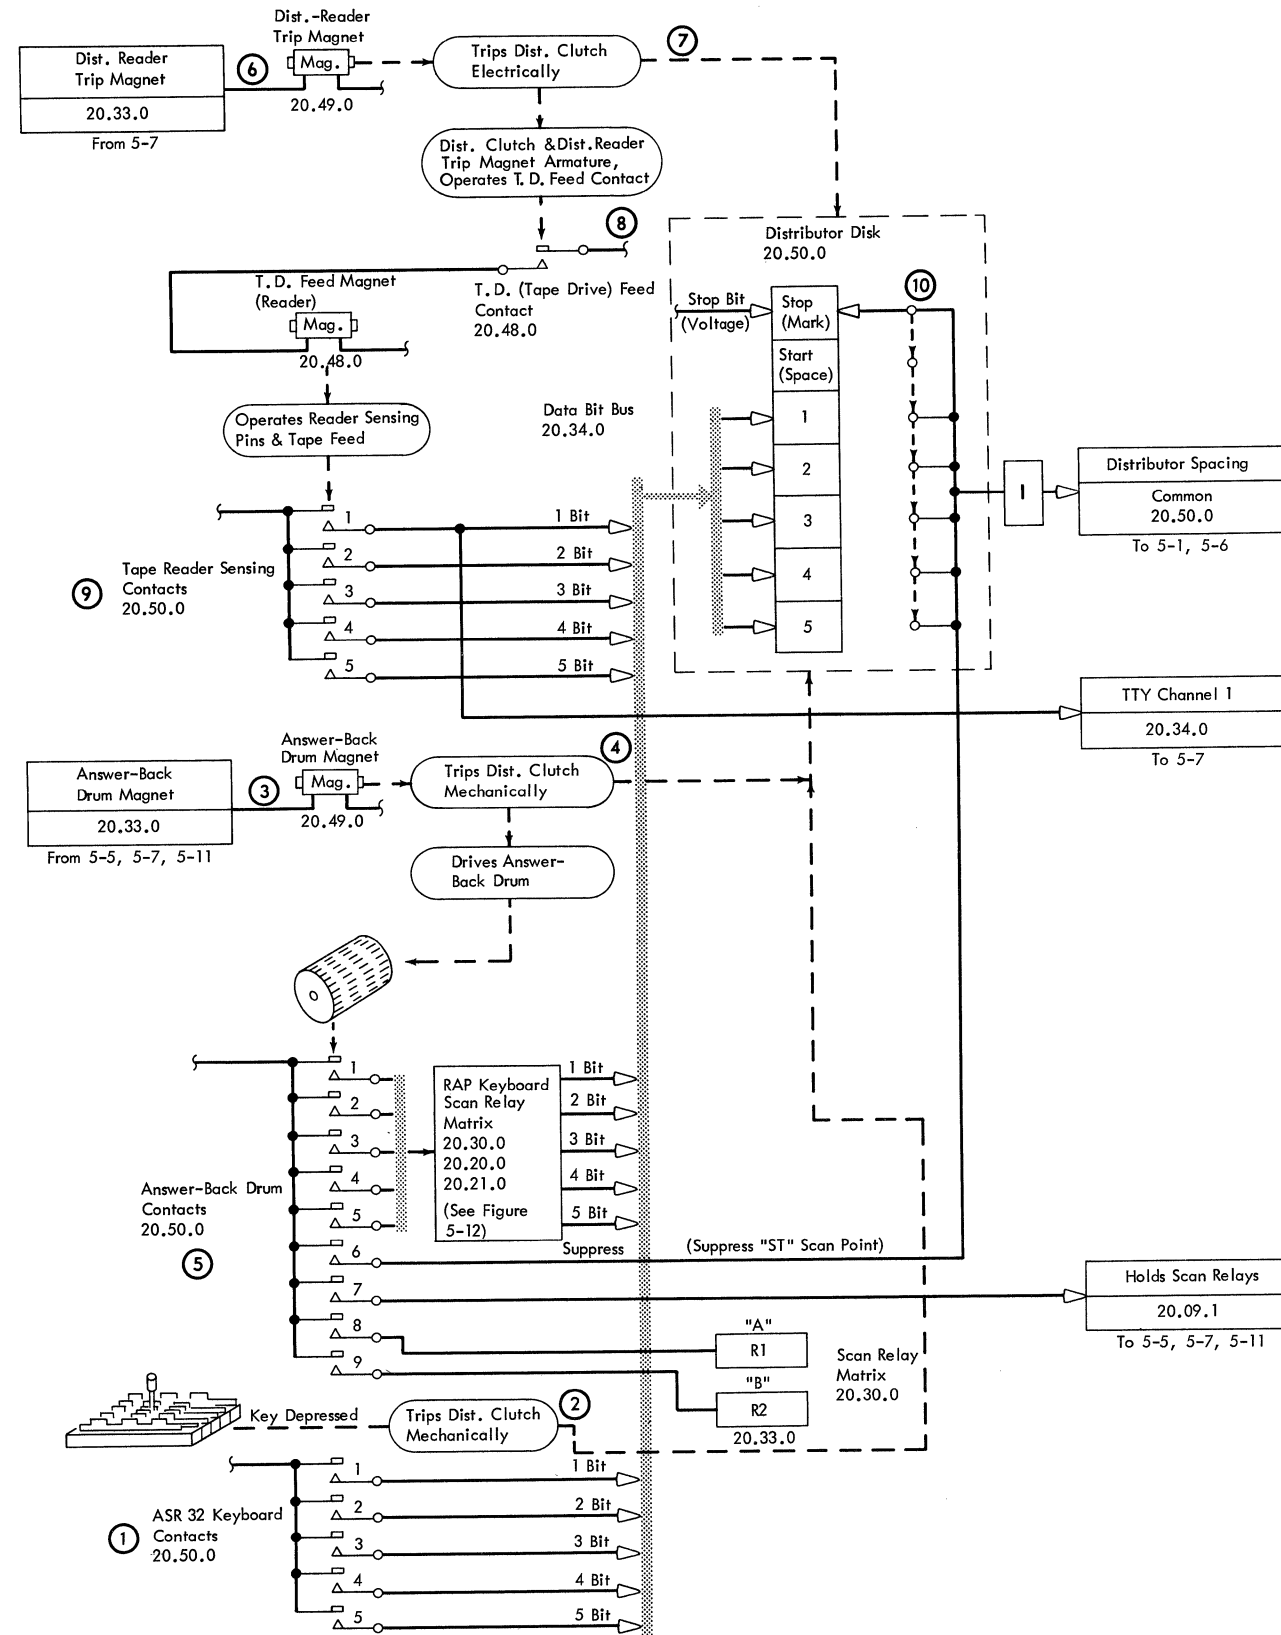 Dist.-Reader
Trip Magnet
Dist. Reader
Trip Magnet
20.33.0
From 5-7
6
Mag.
20.49.0
Trips Dist. Clutch
Electrically
7
Dist. Clutch & Dist. Reader
Trip Magnet Armature,
Operates T.D. Feed Contact
8
T.D. Feed Magnet
(Reader)
Mag.
20.48.0
T.D. (Tape Drive) Feed
Contact
20.48.0
Operates Reader Sensing
Pins & Tape Feed
Data Bit Bus
20.34.0
Distributor Disk
20.50.0
10
Stop Bit
(Voltage)
Stop
(Mark)
Start
(Space)
1
2
3
4
5
I
Distributor Spacing
Common
20.50.0
To 5-1, 5-6
9
Tape Reader Sensing
Contacts
20.50.0
1
1 Bit
2
2 Bit
3
3 Bit
4
4 Bit
5
5 Bit
TTY Channel 1
20.34.0
To 5-7
Answer-Back
Drum Magnet
Answer-Back
Drum Magnet
20.33.0
From 5-5, 5-7, 5-11
3
Mag.
20.49.0
Trips Dist. Clutch
Mechanically
4
Drives Answer-
Back Drum
Answer-Back Drum
Contacts
20.50.0
5
1
2
3
4
5
6
7
8
9
RAP Keyboard
Scan Relay
Matrix
20.30.0
20.20.0
20.21.0
(See Figure
5-12)
1 Bit
2 Bit
3 Bit
4 Bit
5 Bit
Suppress
(Suppress "ST" Scan Point)
Holds Scan Relays
20.09.1
To 5-5, 5-7, 5-11
"A"
R1
"B"
R2
20.33.0
Scan Relay
Matrix
20.30.0
Key Depressed
Trips Dist. Clutch
Mechanically
2
1
ASR 32 Keyboard
Contacts
20.50.0
1
1 Bit
2
2 Bit
3
3 Bit
4
4 Bit
5
5 Bit